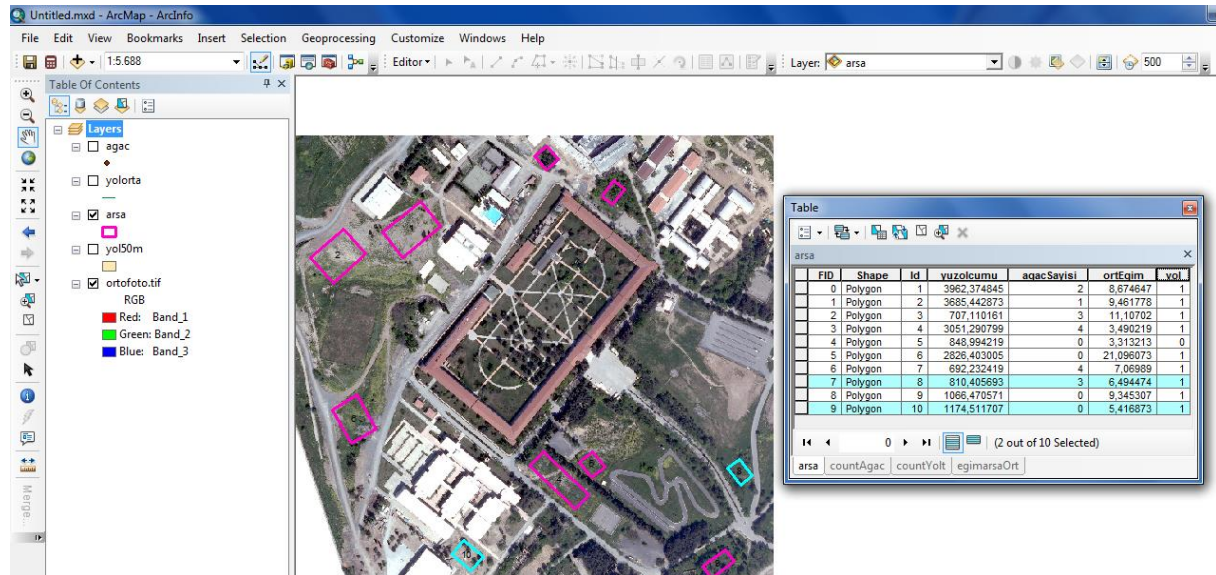 Untitled.mxd - ArcMap - ArcInfo
File Edit View Bookmarks Insert Selection Geoprocessing Customize Windows Help
1:5.688 Editor Layer: arsa 500
Table Of Contents
Layers
agac
yolorta
arsa
yol50m
ortofoto.tif
RGB
Red: Band_1
Green: Band_2
Blue: Band_3
Merge...
2
6
4
10
Table
arsa
FID Shape Id yuzolcumu agacSayisi ortEgim yol
0 Polygon 1 3962,374845 2 8,674647 1
1 Polygon 2 3685,442873 1 9,461778 1
2 Polygon 3 707,110161 3 11,10702 1
3 Polygon 4 3051,290799 4 3,490219 1
4 Polygon 5 848,994219 0 3,313213 0
5 Polygon 6 2826,403005 0 21,096073 1
6 Polygon 7 692,232419 4 7,06989 1
7 Polygon 8 810,405693 3 6,494474 1
8 Polygon 9 1066,470571 0 9,345307 1
9 Polygon 10 1174,511707 0 5,416873 1
0 (2 out of 10 Selected)
arsa countAgac countYolt egimarsaOrt